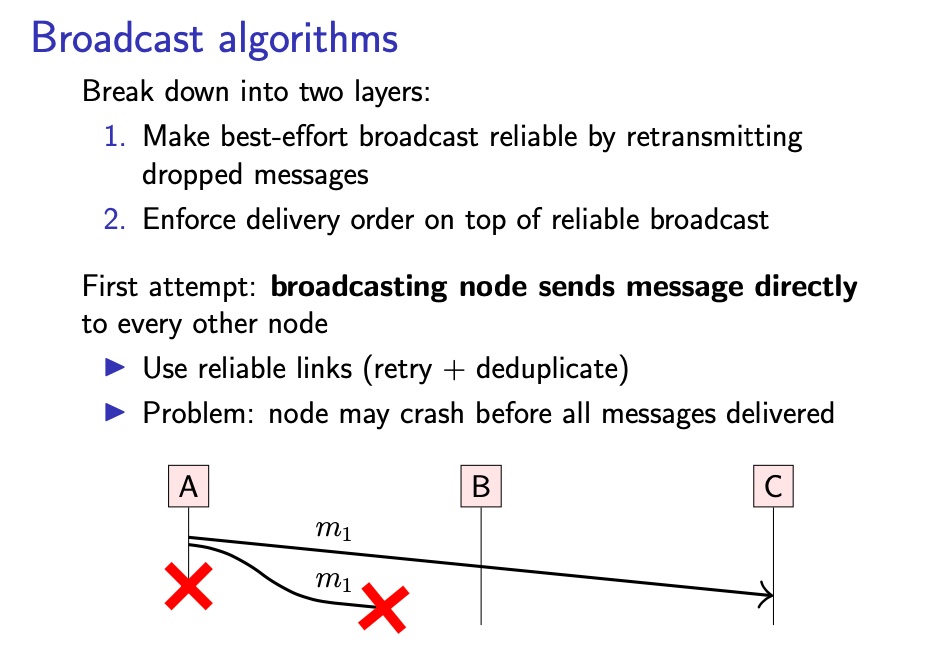 Broadcast algorithms
Break down into two layers:
1. Make best-effort broadcast reliable by retransmitting
dropped messages
2. Enforce delivery order on top of reliable broadcast
First attempt: broadcasting node sends message directly
to every other node
▶ Use reliable links (retry + deduplicate)
▶ Problem: node may crash before all messages delivered
A B C
m₁
m₁